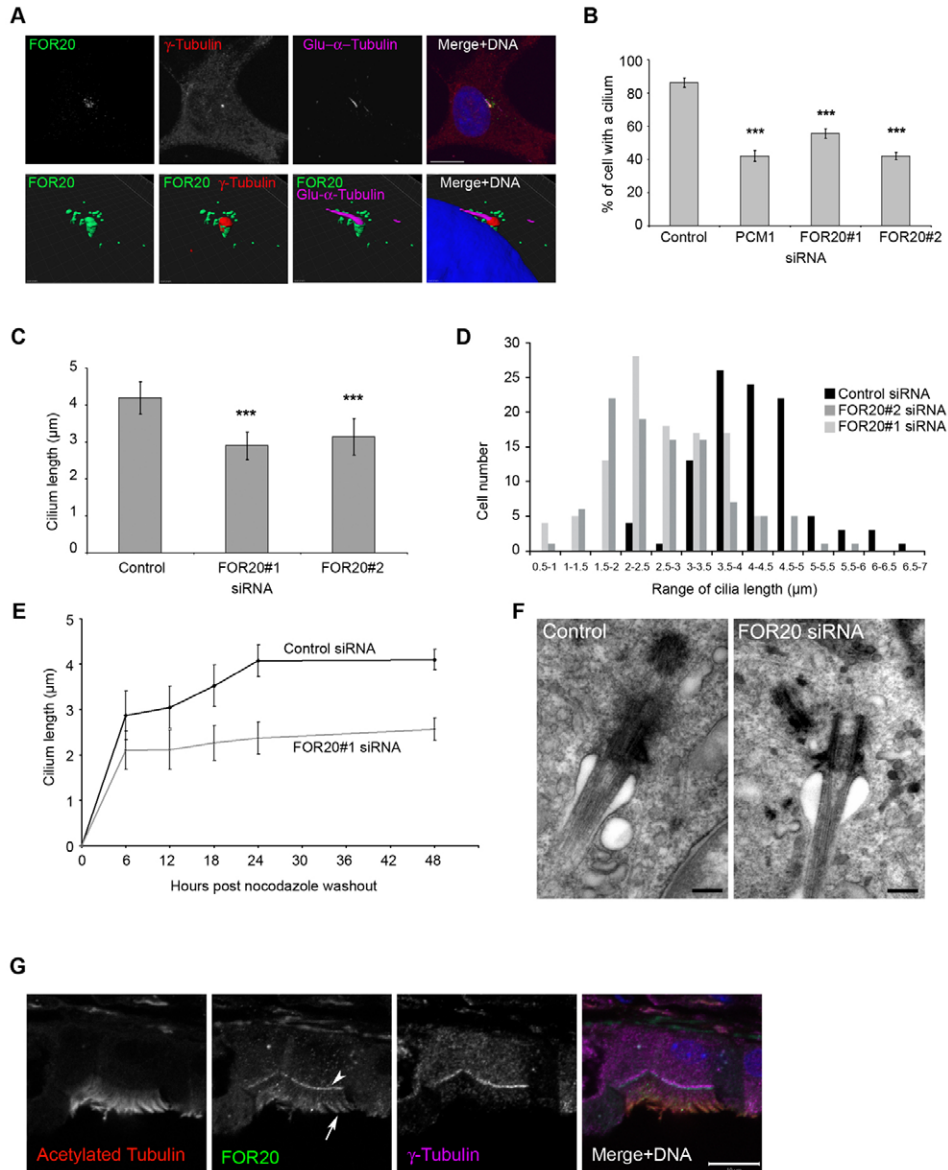 A
FOR20
γ-Tubulin
Glu-α-Tubulin
Merge+DNA
FOR20
FOR20 γ-Tubulin
FOR20
Glu-α-Tubulin
Merge+DNA
B
% of cell with a cilium
100
80
60
40
20
0
***
***
***
Control
PCM1
FOR20#1
FOR20#2
siRNA
C
Cilium length (µm)
5
4
3
2
1
0
***
***
Control
FOR20#1
FOR20#2
siRNA
D
Cell number
30
25
20
15
10
5
0
Control siRNA
FOR20#2 siRNA
FOR20#1 siRNA
0.5-1 1-1.5 1.5-2 2-2.5 2.5-3 3-3.5 3.5-4 4-4.5 4.5-5 5-5.5 5.5-6 6-6.5 6.5-7
Range of cilia length (µm)
E
Cilium length (µm)
5
4
3
2
1
0
Control siRNA
FOR20#1 siRNA
0 6 12 18 24 30 36 42 48
Hours post nocodazole washout
F
Control
FOR20 siRNA
G
Acetylated Tubulin
FOR20
γ-Tubulin
Merge+DNA